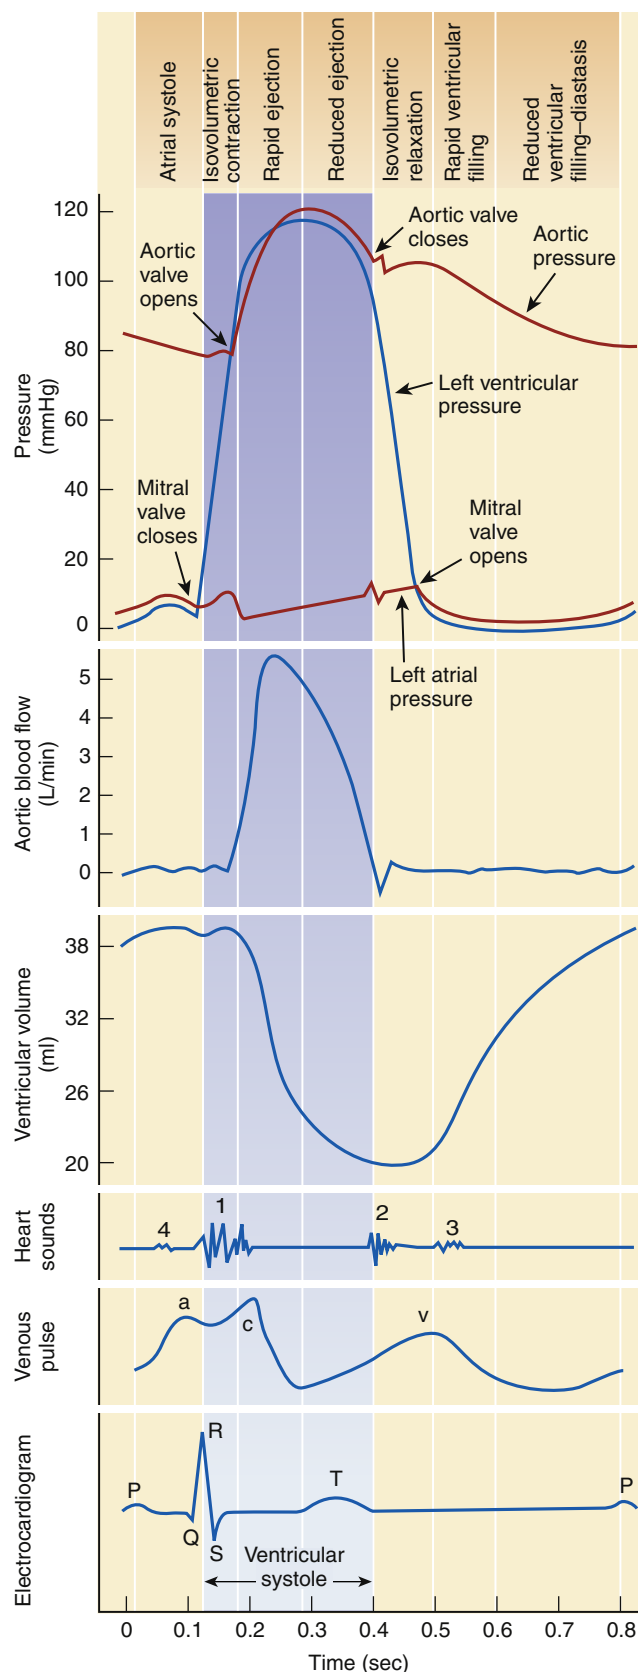 Atrial systole
Isovolumetric
contraction
Rapid ejection
Reduced ejection
Isovolumetric
relaxation
Rapid ventricular
filling
Reduced
ventricular
filling–diastasis
120
100
80
60
40
20
0
Pressure
(mmHg)
Aortic
valve
opens
Aortic valve
closes
Aortic
pressure
Left ventricular
pressure
Mitral
valve
closes
Mitral
valve
opens
Left atrial
pressure
5
4
3
2
1
0
Aortic blood flow
(L/min)
38
32
26
20
Ventricular volume
(ml)
Heart
sounds
4
1
2
3
Venous
pulse
a
c
v
Electrocardiogram
P
Q
R
S
T
P
Ventricular
systole
0
0.1
0.2
0.3
0.4
0.5
0.6
0.7
0.8
Time (sec)